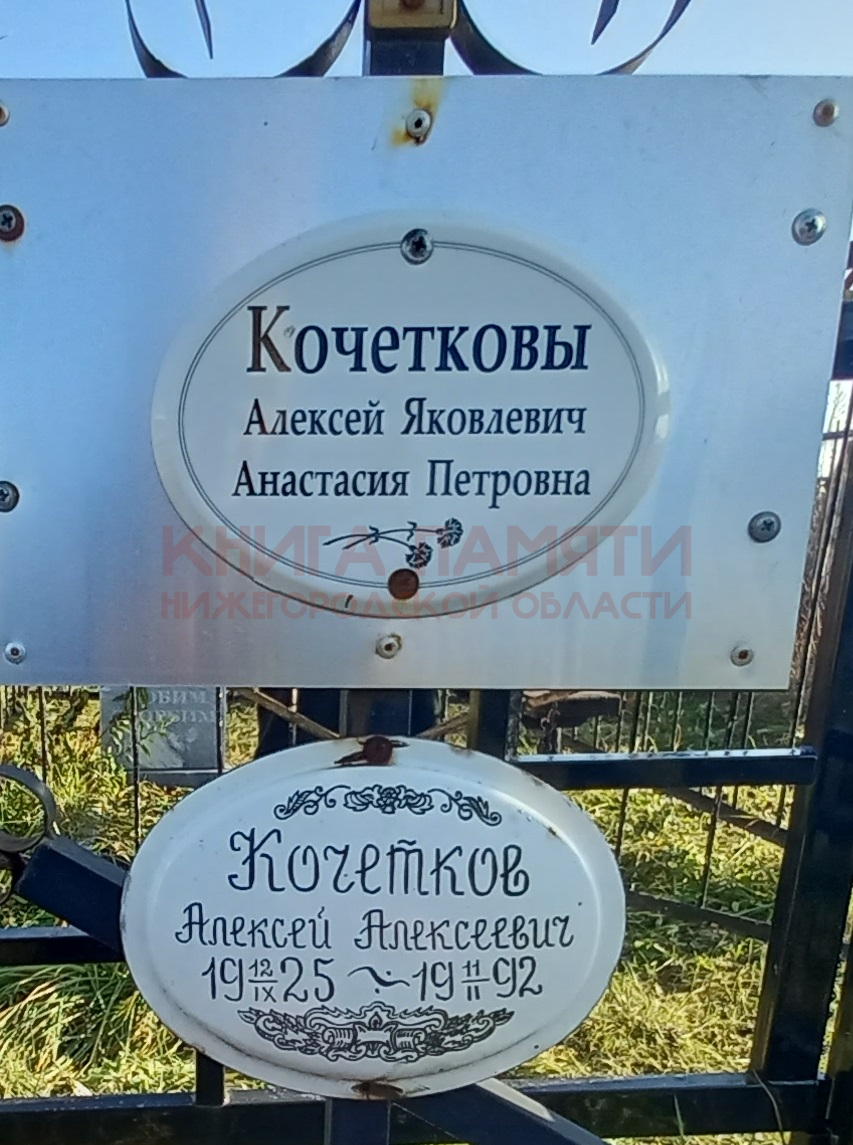 Кочетковы
Алексей Яковлевич
Анастасия Петровна
КНИГА ПАМЯТИ
НИЖЕГОРОДСКОЙ ОБЛАСТИ
Кочетков
Алексей Алексеевич
19 12/IX 25 ~ 19 11/II 92